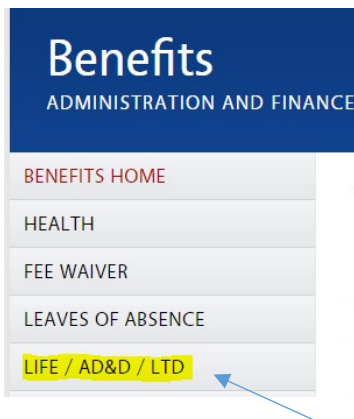 Benefits
ADMINISTRATION AND FINANCE
BENEFITS HOME
HEALTH
FEE WAIVER
LEAVES OF ABSENCE
LIFE / AD&D / LTD